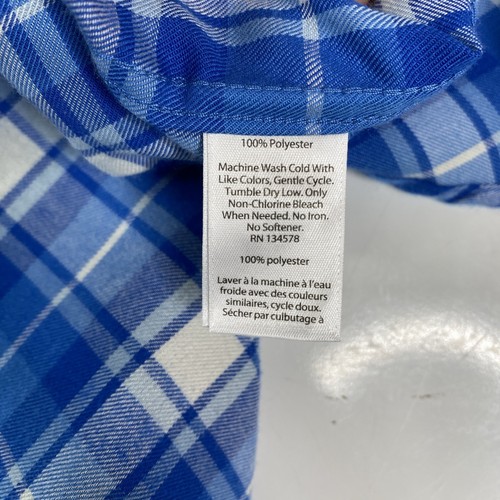 100% Polyester
Machine Wash Cold With
Like Colors, Gentle Cycle.
Tumble Dry Low. Only
Non-Chlorine Bleach
When Needed. No Iron.
No Softener.
RN 134578
100% polyester
Laver à la machine à l'eau
froide avec des couleurs
similaires, cycle doux.
Sécher par culbutage à